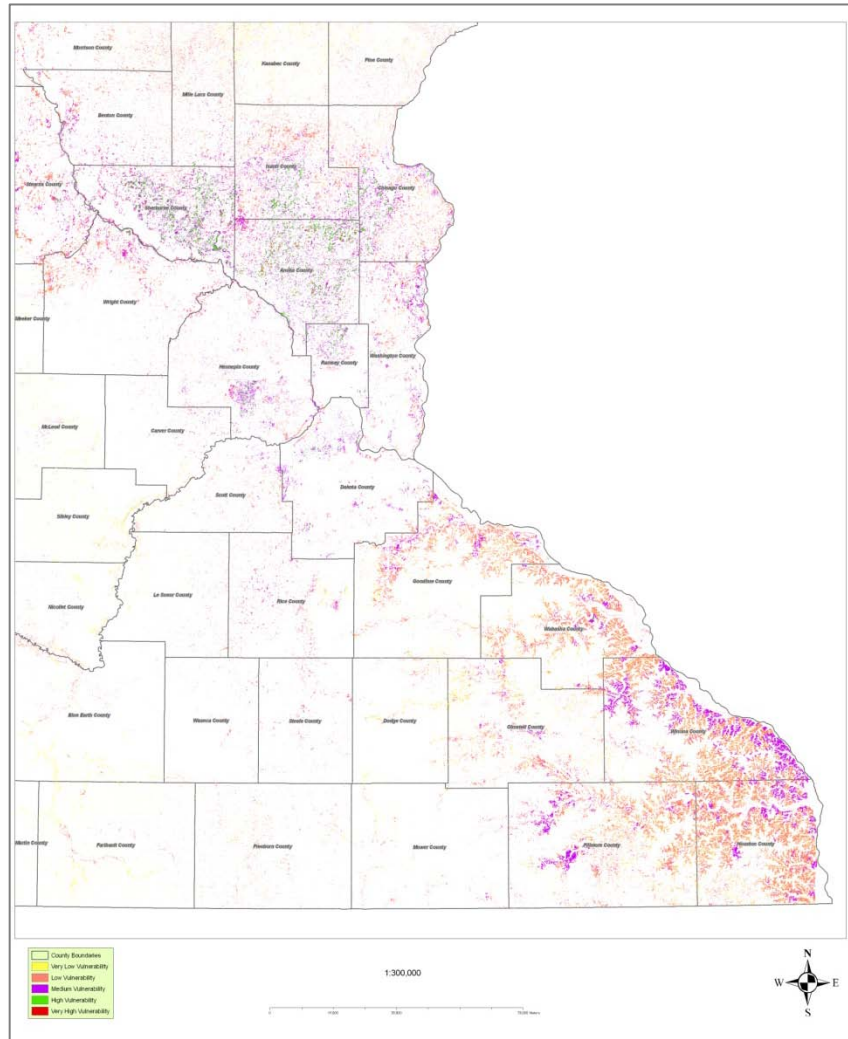 Morrison County
Kanabec County
Pine County
Mille Lacs County
Benton County
Isanti County
Stearns County
Chisago County
Sherburne County
Anoka County
Wright County
Meeker County
Hennepin County
Ramsey County
Washington County
McLeod County
Carver County
Scott County
Dakota County
Sibley County
Nicollet County
Le Sueur County
Rice County
Goodhue County
Wabasha County
Blue Earth County
Waseca County
Steele County
Dodge County
Olmsted County
Winona County
Martin County
Faribault County
Freeborn County
Mower County
Fillmore County
Houston County
County Boundaries
Very Low Vulnerability
Low Vulnerability
Medium Vulnerability
High Vulnerability
Very High Vulnerability
1:300,000
N
W
E
S
0